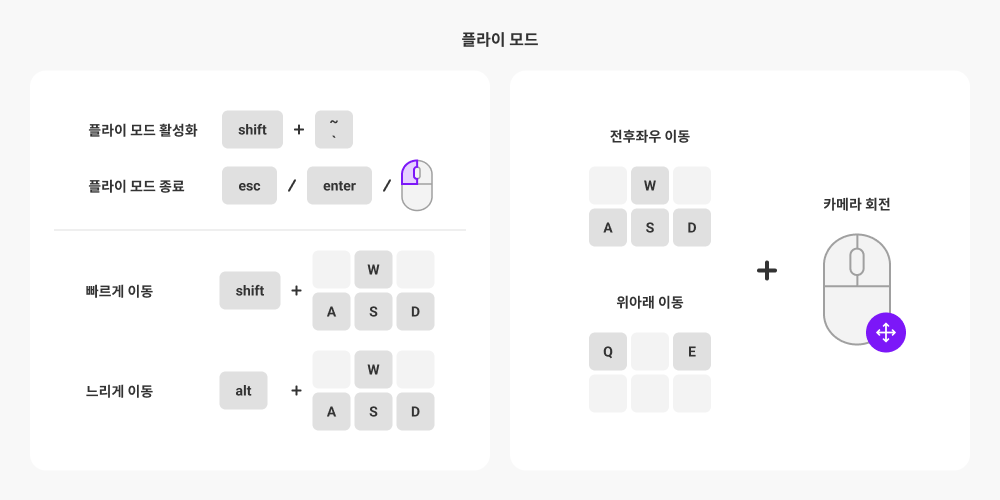 플라이 모드
플라이 모드 활성화 shift + ~ `
플라이 모드 종료 esc / enter /
빠르게 이동 shift + W
A S D
느리게 이동 alt + W
A S D
전후좌우 이동
W
A S D
위아래 이동
Q E
+
카메라 회전